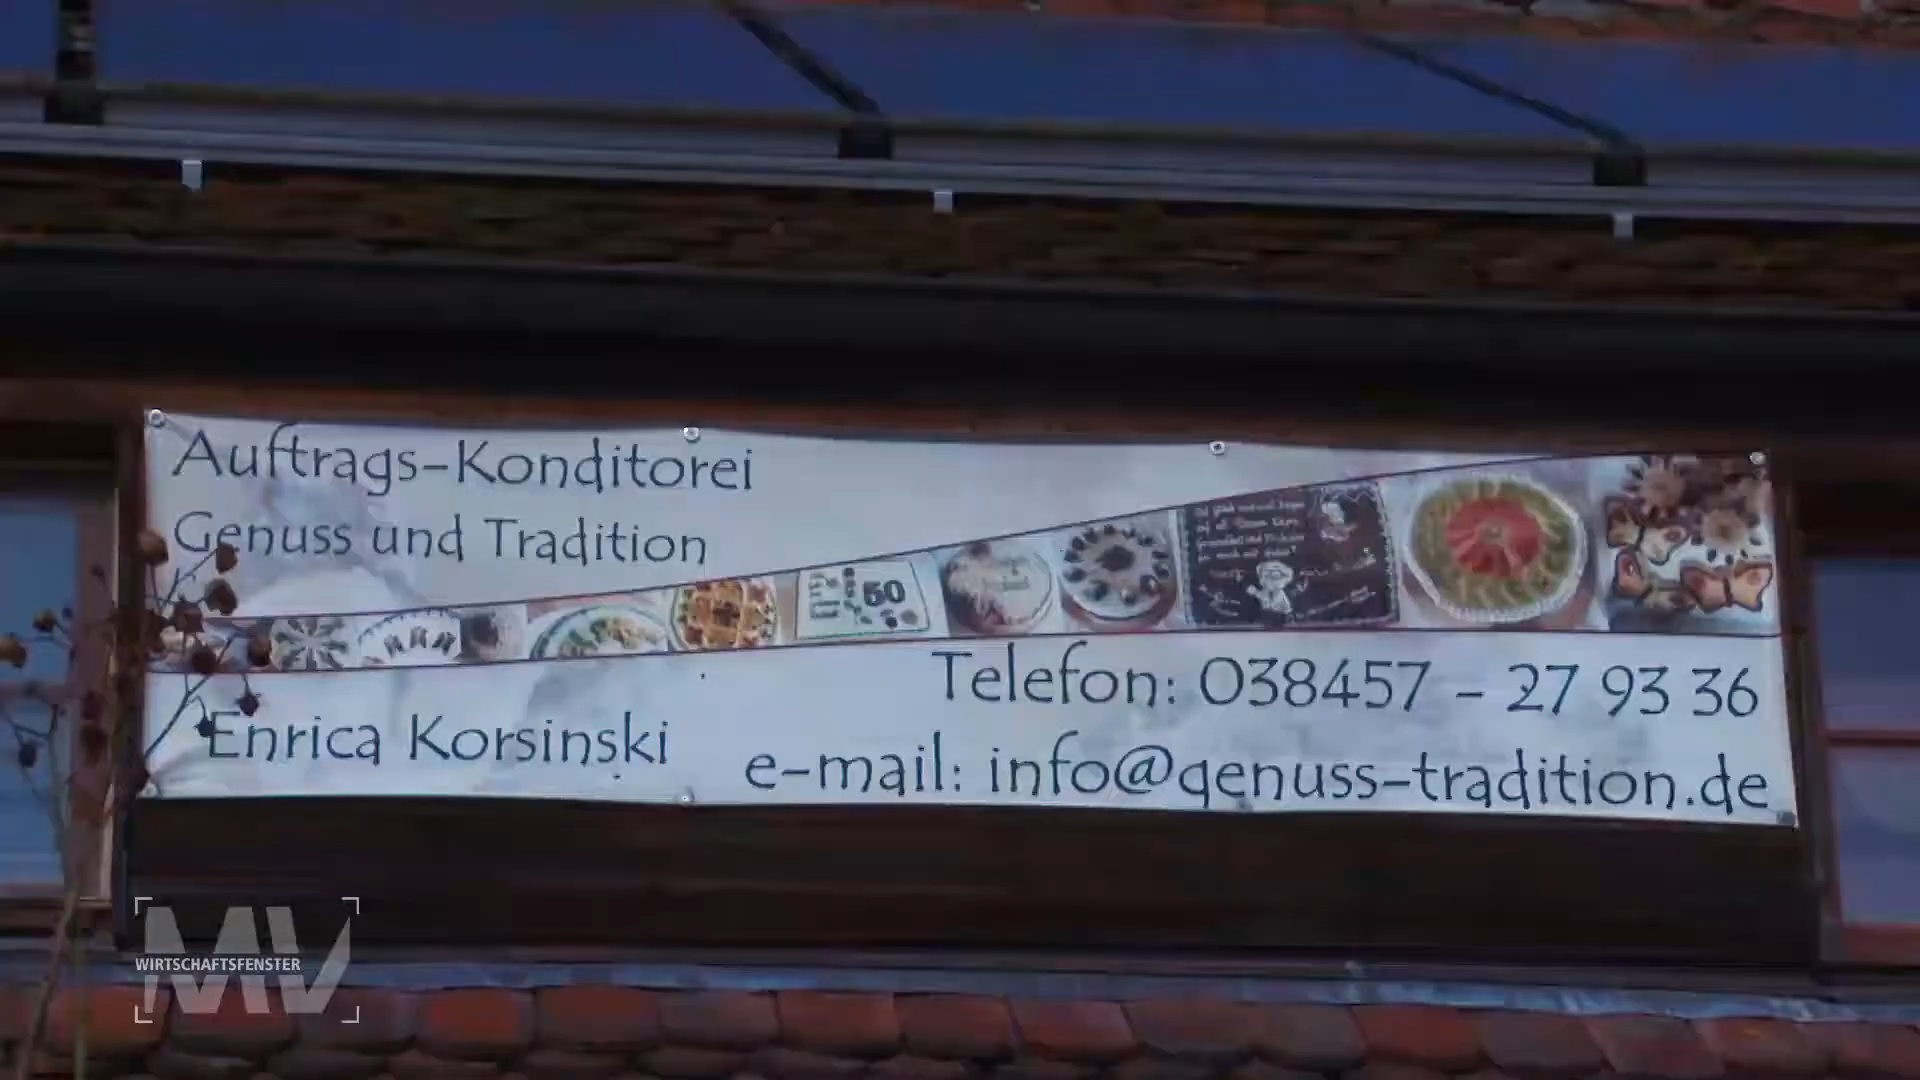 Auftrags-Konditorei
Genuss und Tradition
50
Telefon: 038457 - 27 93 36
Enrica Korsinski
e-mail: info@genuss-tradition.de
MV
WIRTSCHAFTSFENSTER